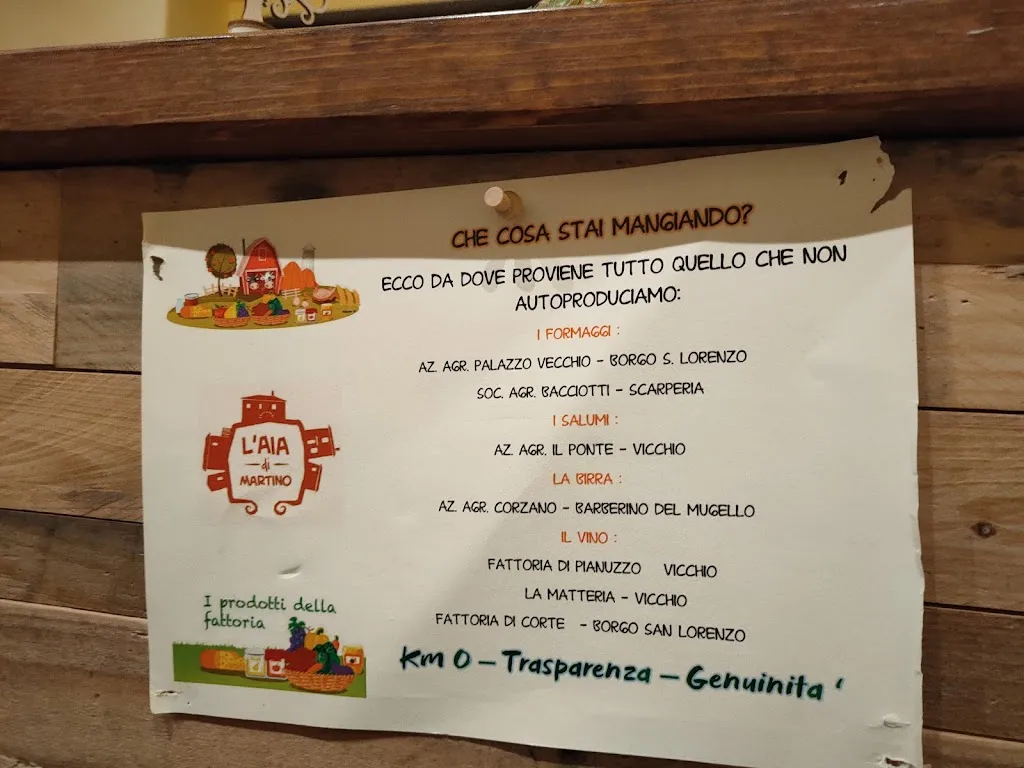 CHE COSA STAI MANGIANDO?
ECCO DA DOVE PROVIENE TUTTO QUELLO CHE NON
AUTOPRODUCIAMO:
I FORMAGGI :
AZ. AGR. PALAZZO VECCHIO - BORGO S. LORENZO
SOC. AGR. BACCIOTTI - SCARPERIA
I SALUMI :
AZ. AGR. IL PONTE - VICCHIO
LA BIRRA :
AZ. AGR. CORZANO - BARBERINO DEL MUGELLO
IL VINO :
FATTORIA DI PIANUZZO VICCHIO
LA MATTERIA - VICCHIO
FATTORIA DI CORTE - BORGO SAN LORENZO
Km 0 - Trasparenza - Genuinita '
L'AIA
di
MARTINO
I prodotti della
fattoria